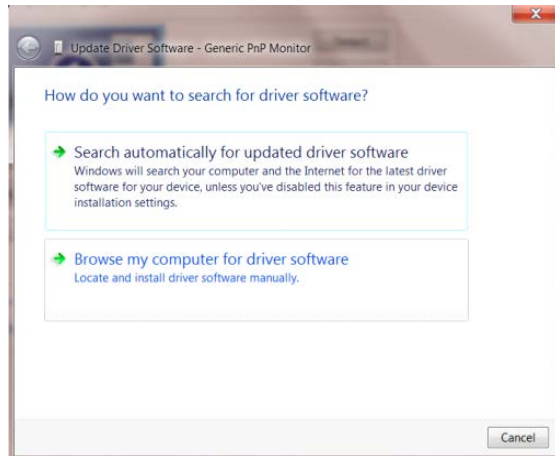 Update Driver Software - Generic PnP Monitor
How do you want to search for driver software?
Search automatically for updated driver software
Windows will search your computer and the Internet for the latest driver
software for your device, unless you've disabled this feature in your device
installation settings.
Browse my computer for driver software
Locate and install driver software manually.
Cancel